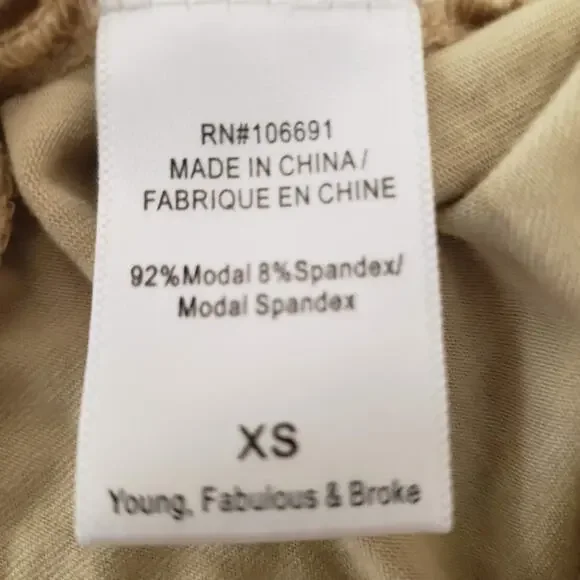 RN#106691
MADE IN CHINA/
FABRIQUE EN CHINE
92%Modal 8%Spandex/
Modal Spandex
XS
Young, Fabulous & Broke